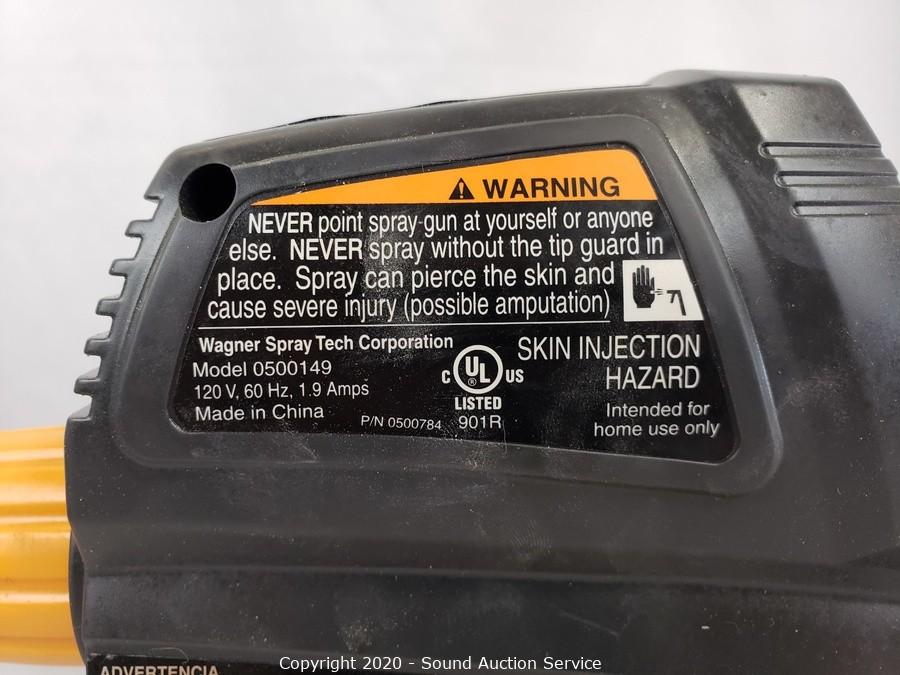 WARNING
NEVER point spray-gun at yourself or anyone
else. NEVER spray without the tip guard in
place. Spray can pierce the skin and
cause severe injury (possible amputation)
Wagner Spray Tech Corporation
Model 0500149
120 V, 60 Hz, 1.9 Amps
Made in China
P/N 0500784
C UL US
®
LISTED
901R
SKIN INJECTION
HAZARD
Intended for
home use only
ADVERTENCIA
Copyright 2020 - Sound Auction Service